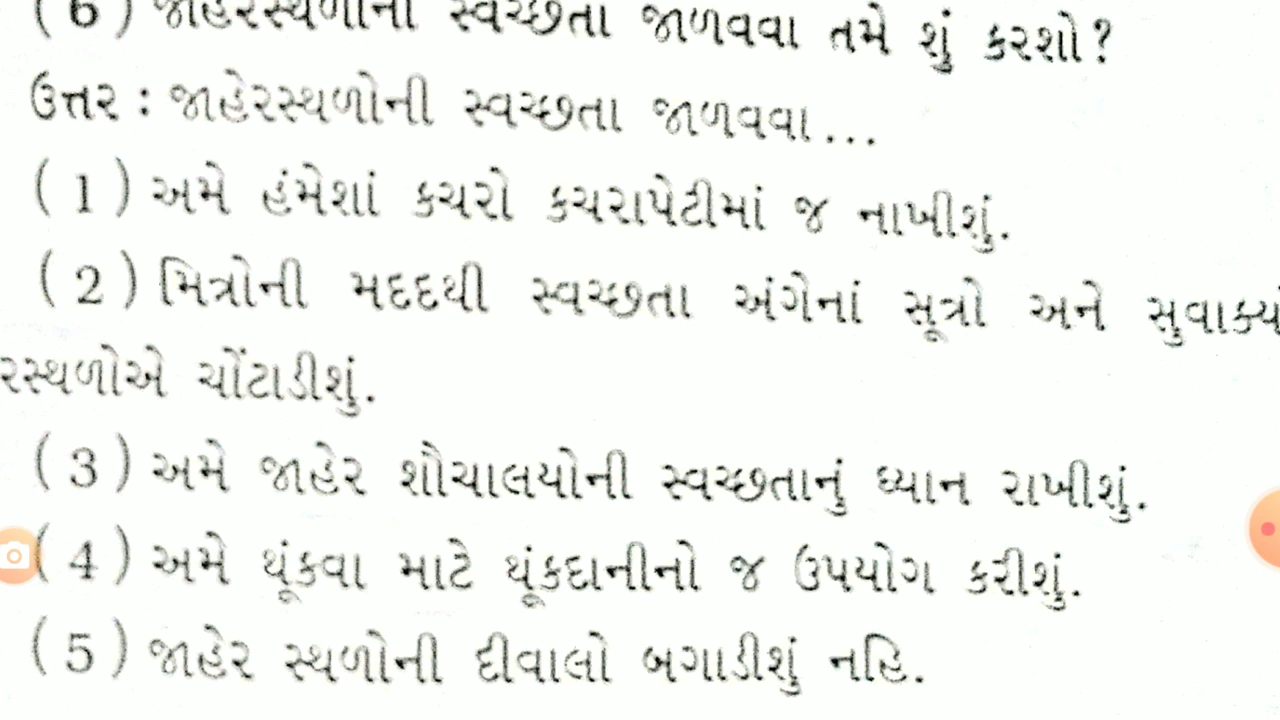 (6) જાહેરસ્થળોની સ્વચ્છતા જાળવવા તમે શું કરશો?
ઉત્તર : જાહેરસ્થળોની સ્વચ્છતા જાળવવા...
(1) અમે હંમેશાં કચરો કચરાપેટીમાં જ નાખીશું.
(2) મિત્રોની મદદથી સ્વચ્છતા અંગેનાં સૂત્રો અને
રસ્થળોએ ચોંટાડીશું.
(3) અમે જાહેર શૌચાલયોની સ્વચ્છતાનું ધ્યાન રાખીશું.
(4) અમે થૂંકવા માટે થૂંકદાનીનો જ ઉપયોગ કરીશું.
(5) જાહેર સ્થળોની દીવાલો બગાડીશું નહિ.